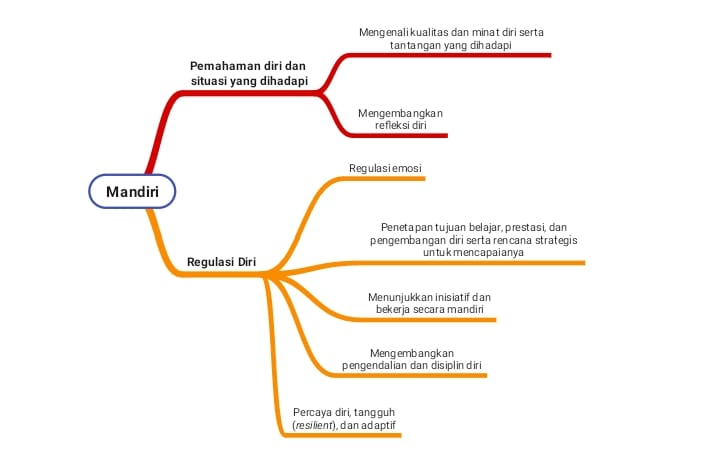 Mandiri
Pemahaman diri dan
situasi yang dihadapi
Mengenali kualitas dan minat diri serta
tantangan yang dihadapi
Mengembangkan
refleksi diri
Regulasi Diri
Regulasi emosi
Penetapan tujuan belajar, prestasi, dan
pengembangan diri serta rencana strategis
untuk mencapaianya
Menunjukkan inisiatif dan
bekerja secara mandiri
Mengembangkan
pengendalian dan disiplin diri
Percaya diri, tangguh
(resilient), dan adaptif